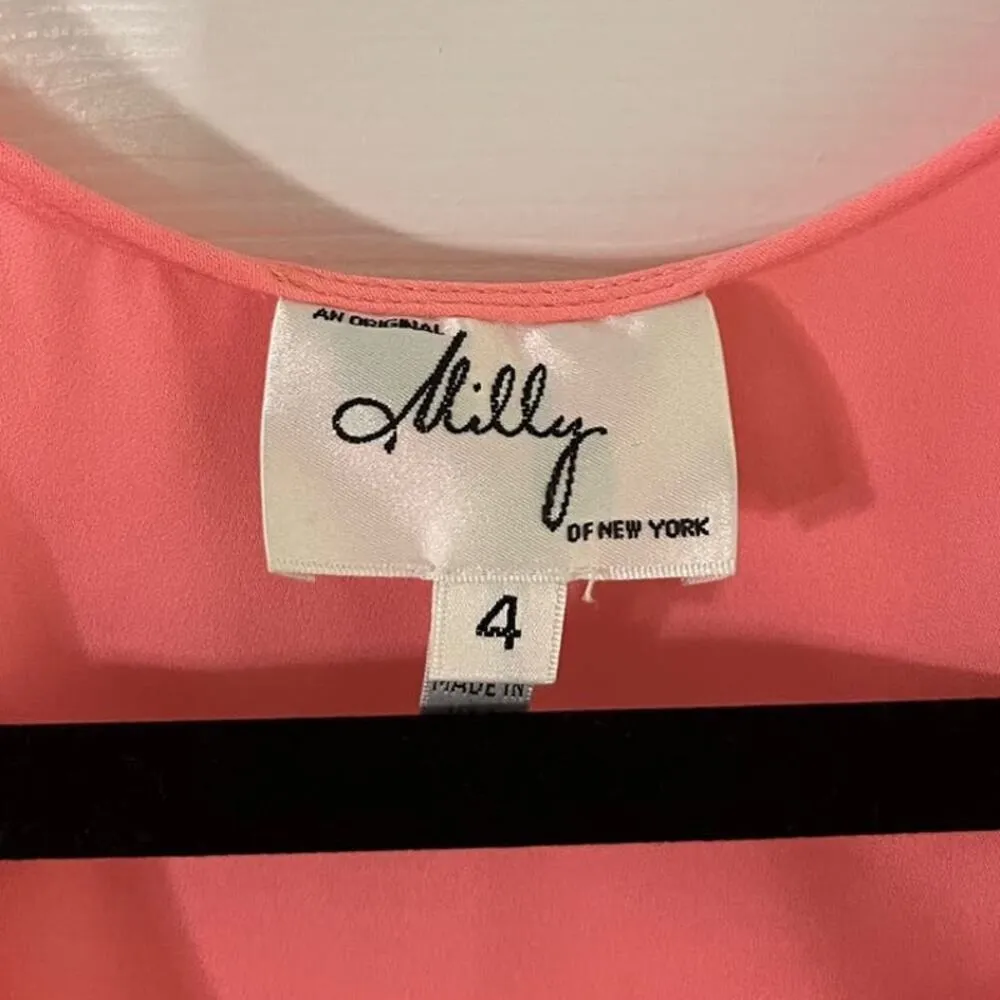 AN ORIGINAL
Milly
OF NEW YORK
4
MADE IN